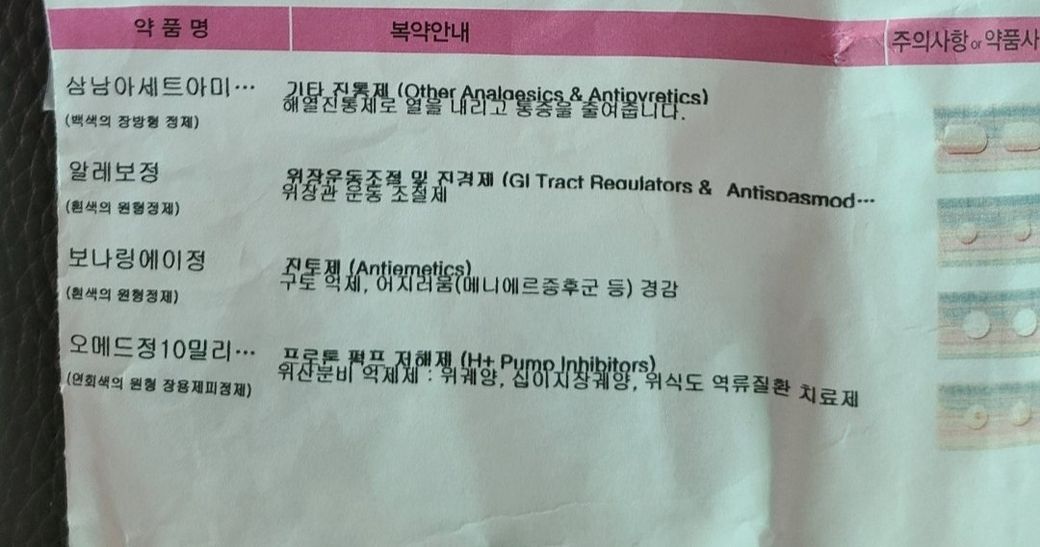 약 품 명
복약안내
주의사항 or 약품사
삼남아세트아미…
기타 진통제 (Other Analgesics & Antipyretics)
(백색의 장방형 정제)
해열진통제로 열을 내리고 통증을 줄여줍니다.
알레보정
위장운동조절 및 진경제 (GI Tract Regulators & Antispasmod…
(흰색의 원형정제)
위장관 운동 조절제
보나링에이정
진토제 (Antiemetics)
(흰색의 원형정제)
구토 억제, 어지러움(메니에르증후군 등) 경감
오메드정10밀리…
프로톤 펌프 저해제 (H+ Pump Inhibitors)
(연회색의 원형 장용제피정제)
위산분비 억제제 : 위궤양, 십이지장궤양, 위식도 역류질환 치료제